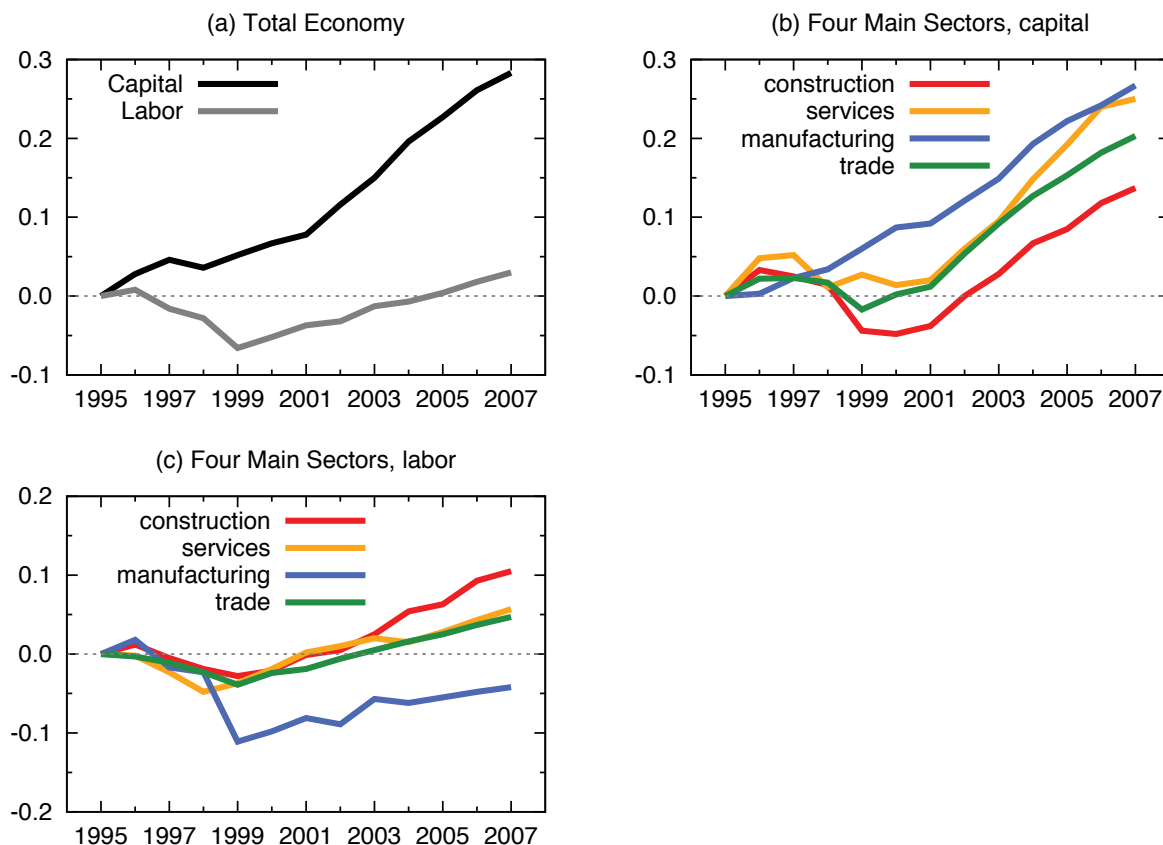 (a) Total Economy
0.3
0.2
0.1
0.0
-0.1
Capital
Labor
1995 1997 1999 2001 2003 2005 2007
(b) Four Main Sectors, capital
0.3
0.2
0.1
0.0
-0.1
construction
services
manufacturing
trade
1995 1997 1999 2001 2003 2005 2007
(c) Four Main Sectors, labor
0.2
0.1
0.0
-0.1
-0.2
construction
services
manufacturing
trade
1995 1997 1999 2001 2003 2005 2007